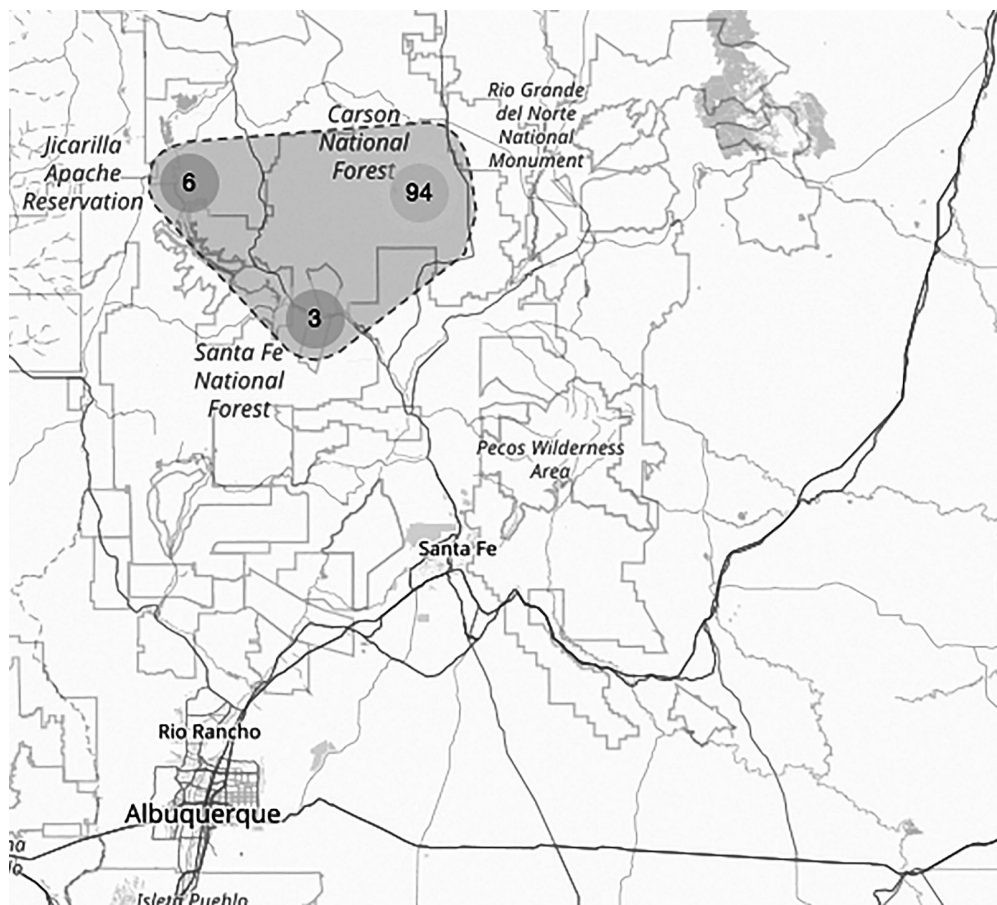 Rio Grande
del Norte
National
Monument
Carson
National
Forest
Jicarilla
Apache
Reservation
6
94
3
Santa Fe
National
Forest
Pecos Wilderness
Area
Santa Fe
Rio Rancho
Albuquerque
na
Isleta Pueblo